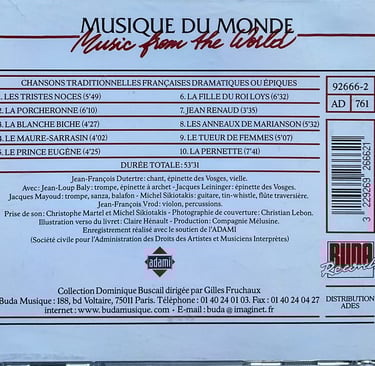 MUSIQUE DU MONDE
Music from the World
CHANSONS TRADITIONNELLES FRANÇAISES DRAMATIQUES OU ÉPIQUES
LES TRISTES NOCES (5'49)
LA PORCHERONNE (6'10)
LA BLANCHE BICHE (4'27)
LE MAURE-SARRASIN (4'02)
LE PRINCE EUGÈNE (4'25)
6. LA FILLE DU ROI LOYS (6'32)
7. JEAN RENAUD (3'35)
8. LES ANNEAUX DE MARIANSON (5'32)
9. LE TUEUR DE FEMMES (5'07)
10. LA PERNETTE (7'41)
DURÉE TOTALE : 53'31
Jean-François Dutertre : chant, épinette des Vosges, vielle.
Avec : Jean-Loup Baly : trompe, épinette à archet - Jacques Leininger : épinette des Vosges.
Jacques Mayoud : trompe, sanza, balafon - Michel Sikiotakis : guitare, tin-whistle, flûte traversière.
Jean-François Vrod : violon, percussions.
Prise de son : Christophe Martel et Michel Sikiotakis - Photographie de couverture : Christian Lebon.
Illustration verso du livret : Claire Hénault - Production : Compagnie Mélusine.
Enregistrement réalisé avec le soutien de l'ADAMI
(Société civile pour l'Administration des Droits des Artistes et Musiciens Interprètes)
adami
Collection Dominique Buscail dirigée par Gilles Fruchaux
Buda Musique : 188, bd Voltaire, 75011 Paris. Téléphone : 01 40 24 01 03. Fax : 01 40 24 04 27
internet : www.budamusique.com - E-mail : buda@imaginet.fr
92666-2
AD 761
3 229269 266621
BUDA
Records
DISTRIBUTION
ADES